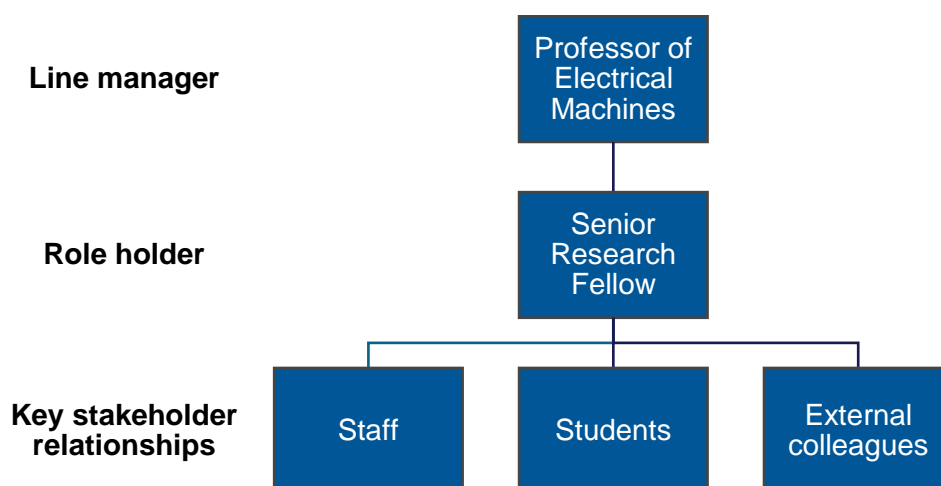 Line manager
Professor of
Electrical
Machines
Role holder
Senior
Research
Fellow
Key stakeholder
relationships
Staff
Students
External
colleagues